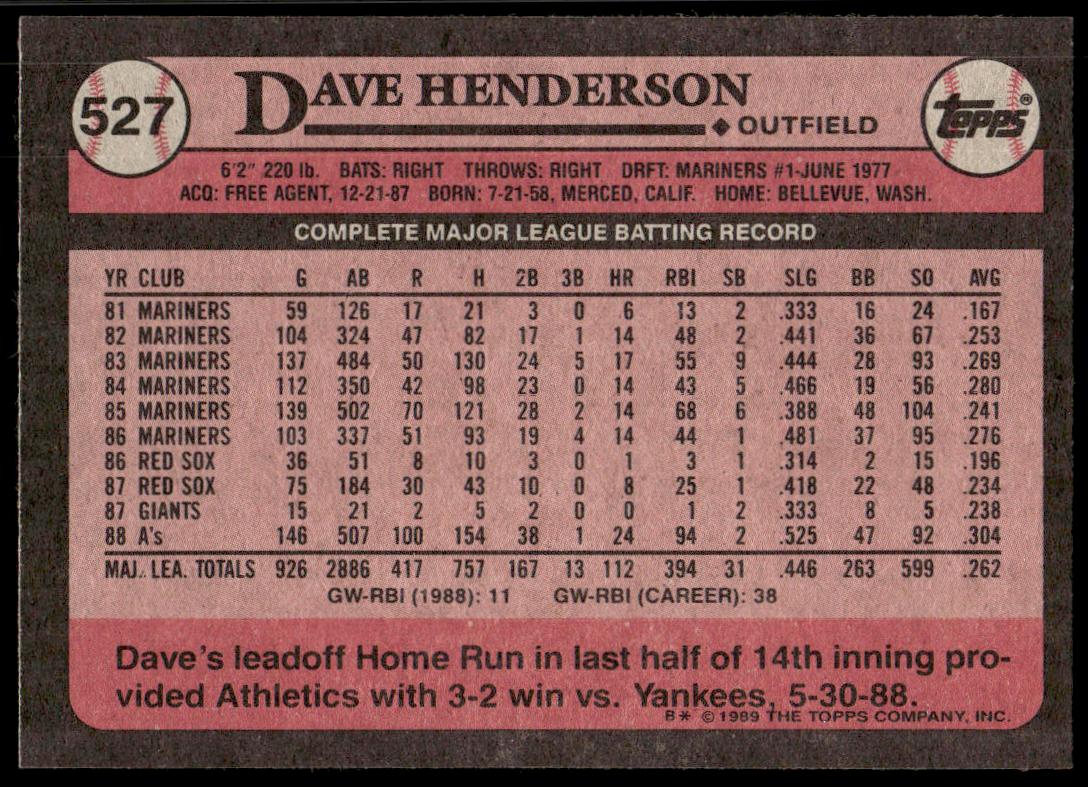 527
DAVE HENDERSON
◆ OUTFIELD
TOPPS®
6'2" 220 lb. BATS: RIGHT THROWS: RIGHT DRFT: MARINERS #1-JUNE 1977
ACQ: FREE AGENT, 12-21-87 BORN: 7-21-58, MERCED, CALIF. HOME: BELLEVUE, WASH.
COMPLETE MAJOR LEAGUE BATTING RECORD
YR CLUB G AB R H 2B 3B HR RBI SB SLG BB SO AVG
81 MARINERS 59 126 17 21 3 0 6 13 2 .333 16 24 .167
82 MARINERS 104 324 47 82 17 1 14 48 2 .441 36 67 .253
83 MARINERS 137 484 50 130 24 5 17 55 9 .444 28 93 .269
84 MARINERS 112 350 42 98 23 0 14 43 5 .466 19 56 .280
85 MARINERS 139 502 70 121 28 2 14 68 6 .388 48 104 .241
86 MARINERS 103 337 51 93 19 4 14 44 1 .481 37 95 .276
86 RED SOX 36 51 8 10 3 0 1 3 1 .314 2 15 .196
87 RED SOX 75 184 30 43 10 0 8 25 1 .418 22 48 .234
87 GIANTS 15 21 2 5 2 0 0 1 2 .333 8 5 .238
88 A's 146 507 100 154 38 1 24 94 2 .525 47 92 .304
MAJ. LEA. TOTALS 926 2886 417 757 167 13 112 394 31 .446 263 599 .262
GW-RBI (1988): 11 GW-RBI (CAREER): 38
Dave's leadoff Home Run in last half of 14th inning pro-
vided Athletics with 3-2 win vs. Yankees, 5-30-88.
B* © 1989 THE TOPPS COMPANY, INC.